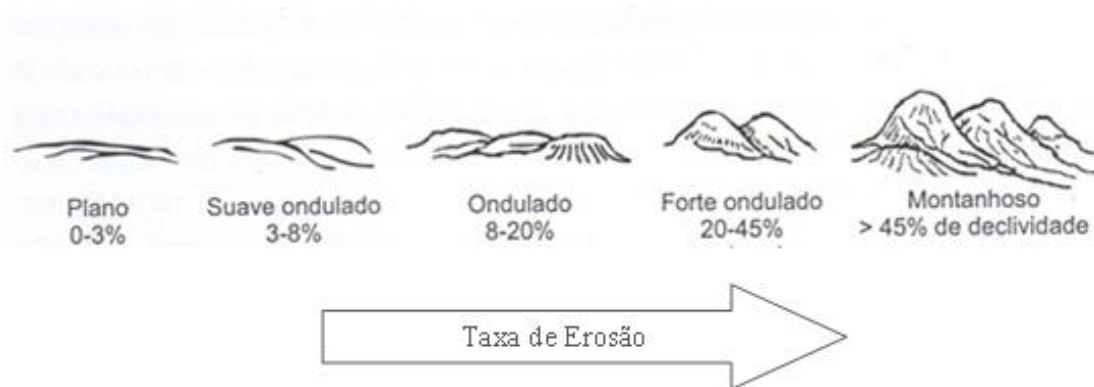 Plano
0-3%
Suave ondulado
3-8%
Ondulado
8-20%
Forte ondulado
20-45%
Montanhoso
> 45% de declividade
Taxa de Erosão